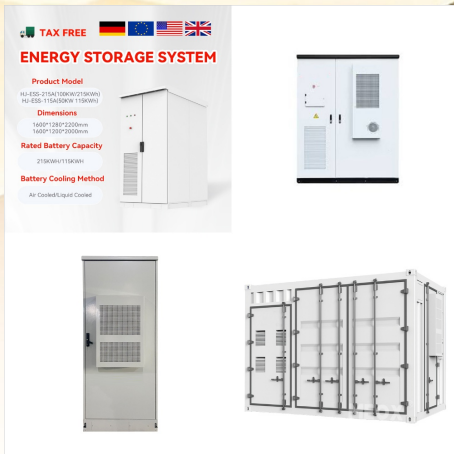 TAX FREE
ENERGY STORAGE SYSTEM
Product Model
HJ-ESS-215A(100KW/215KWh)
HJ-ESS-115A(50KW 115KWh)
Dimensions
1600*1280*2200mm
1600*1200*2000mm
Rated Battery Capacity
215KWH/115KWH
Battery Cooling Method
Air Cooled/Liquid Cooled